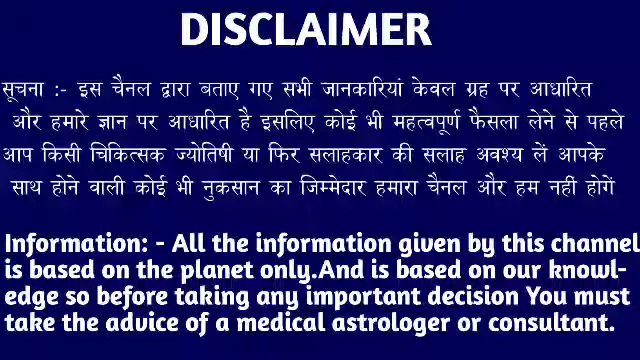 DISCLAIMER
सूचना :- इस चैनल द्वारा बताए गए सभी जानकारियां केवल ग्रह पर आधारित
और हमारे ज्ञान पर आधारित है इसलिए कोई भी महत्वपूर्ण फैसला लेने से पहले
आप किसी चिकित्सक ज्योतिषी या फिर सलाहकार की सलाह अवश्य लें आपके
साथ होने वाली कोई भी नुकसान का जिम्मेदार हमारा चैनल और हम नहीं होगें
Information: - All the information given by this channel
is based on the planet only.And is based on our knowl-
edge so before taking any important decision You must
take the advice of a medical astrologer or consultant.